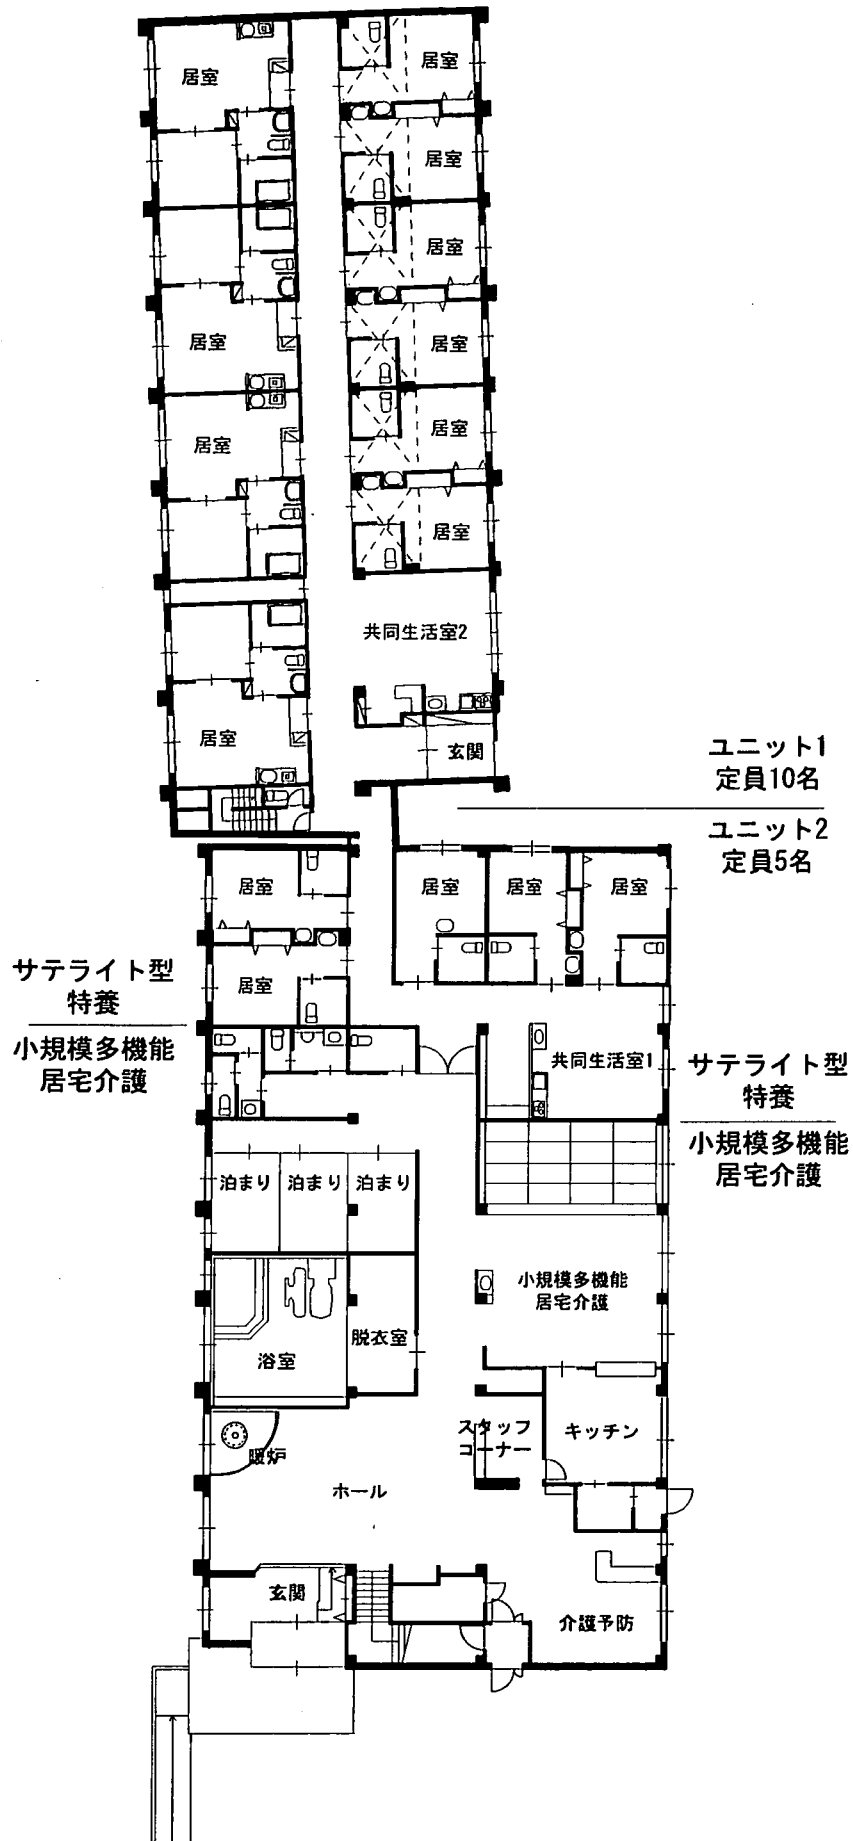 居室
居室
居室
居室
居室
居室
居室
居室
居室
共同生活室2
居室
玄関
ユニット1
定員10名
ユニット2
定員5名
居室
居室
居室
居室
サテライト型
特養
居室
小規模多機能
居宅介護
共同生活室1
サテライト型
特養
小規模多機能
居宅介護
泊まり
泊まり
泊まり
小規模多機能
居宅介護
脱衣室
浴室
スタッフ
コーナー
キッチン
暖炉
ホール
玄関
介護予防